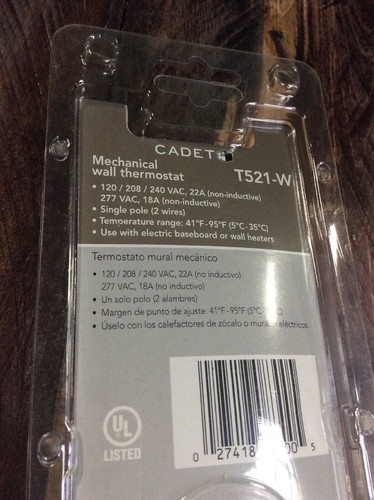 CADET
Mechanical
wall thermostat
T521-W
• 120 / 208 / 240 VAC, 22A (non-inductive)
277 VAC, 18A (non-inductive)
• Single pole (2 wires)
• Temperature range: 41°F-95°F (5°C-35°C)
• Use with electric baseboard or wall heaters
Termostato mural mecánico
• 120 / 208 / 240 VAC, 22A (no inductivo)
277 VAC, 18A (no inductivo)
• Un solo polo (2 alambres)
• Margen de punto de ajuste: 41°F-95°F
• Úselo con los calefactores de zócalo o murales eléctricos
UL
LISTED
0 27418 00 5